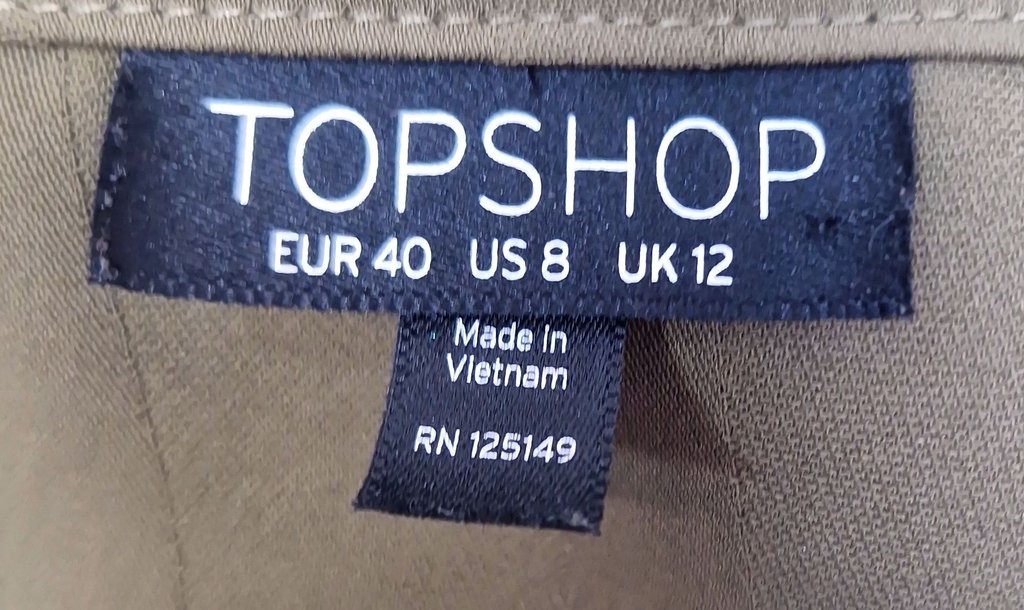 TOPSHOP
EUR 40 US 8 UK 12
Made in
Vietnam
RN 125149